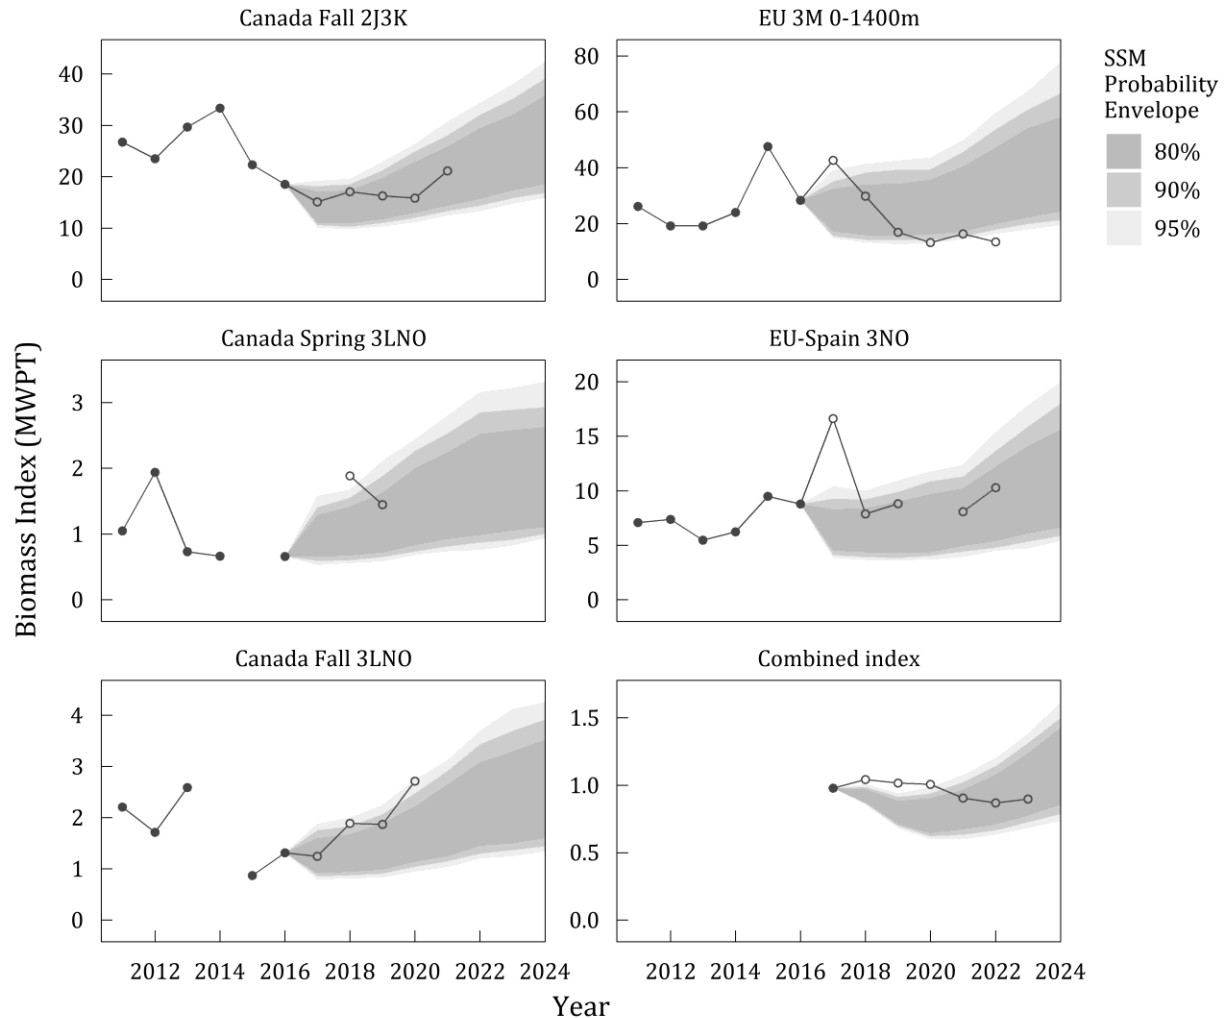 Canada Fall 2J3K
EU 3M 0-1400m
40
30
20
10
0
80
60
40
20
0
SSM
Probability
Envelope
80%
90%
95%
Canada Spring 3LNO
EU-Spain 3NO
3
2
1
0
20
15
10
5
0
Biomass Index (MWPT)
Canada Fall 3LNO
Combined index
4
3
2
1
0
1.5
1.0
0.5
0.0
2012 2014 2016 2018 2020 2022 2024
2012 2014 2016 2018 2020 2022 2024
Year